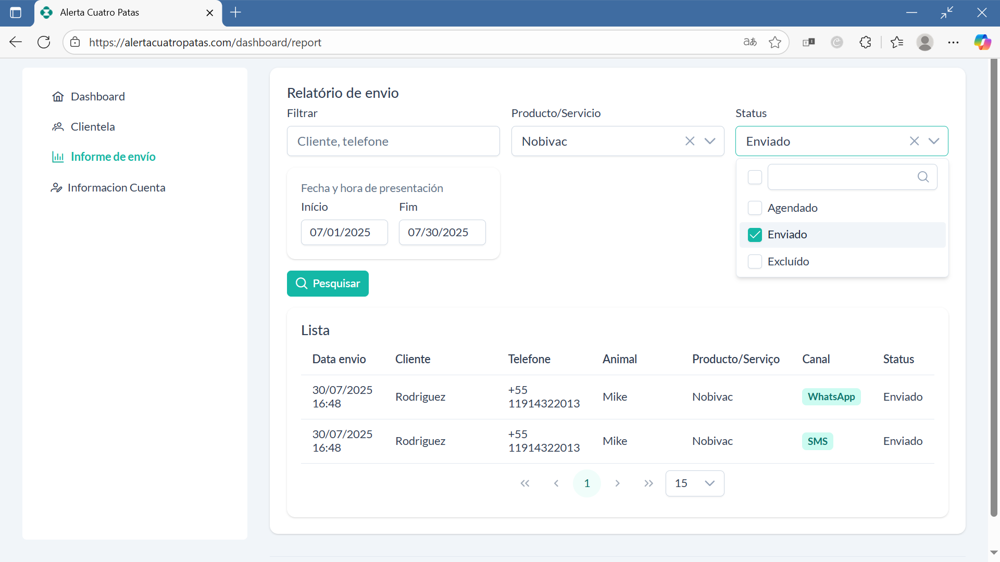 Alerta Cuatro Patas
https://alertacuatropatas.com/dashboard/report
Dashboard
Clientela
Informe de envío
Informacion Cuenta
Relatório de envio
Filtrar
Cliente, telefone
Producto/Servicio
Nobivac
Status
Enviado
Agendado
Enviado
Excluído
Fecha y hora de presentación
Início
Fim
07/01/2025
07/30/2025
Pesquisar
Lista
Data envio Cliente Telefone Animal Producto/Serviço Canal Status
30/07/2025 16:48 Rodriguez +55 11914322013 Mike Nobivac WhatsApp Enviado
30/07/2025 16:48 Rodriguez +55 11914322013 Mike Nobivac SMS Enviado
1
15